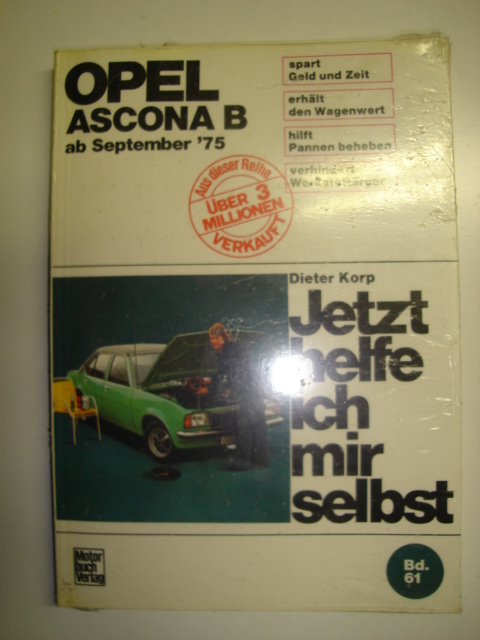 OPEL
ASCONA B
ab September '75
spart
Geld und Zeit
erhält
den Wagenwert
hilft
Pannen beheben
verhindert
Werkstattärger
Aus dieser Reihe
ÜBER 3
MILLIONEN
VERKAUFT
Dieter Korp
Jetzt
helfe
ich
mir
selbst
Motor
buch
Verlag
Bd.
61